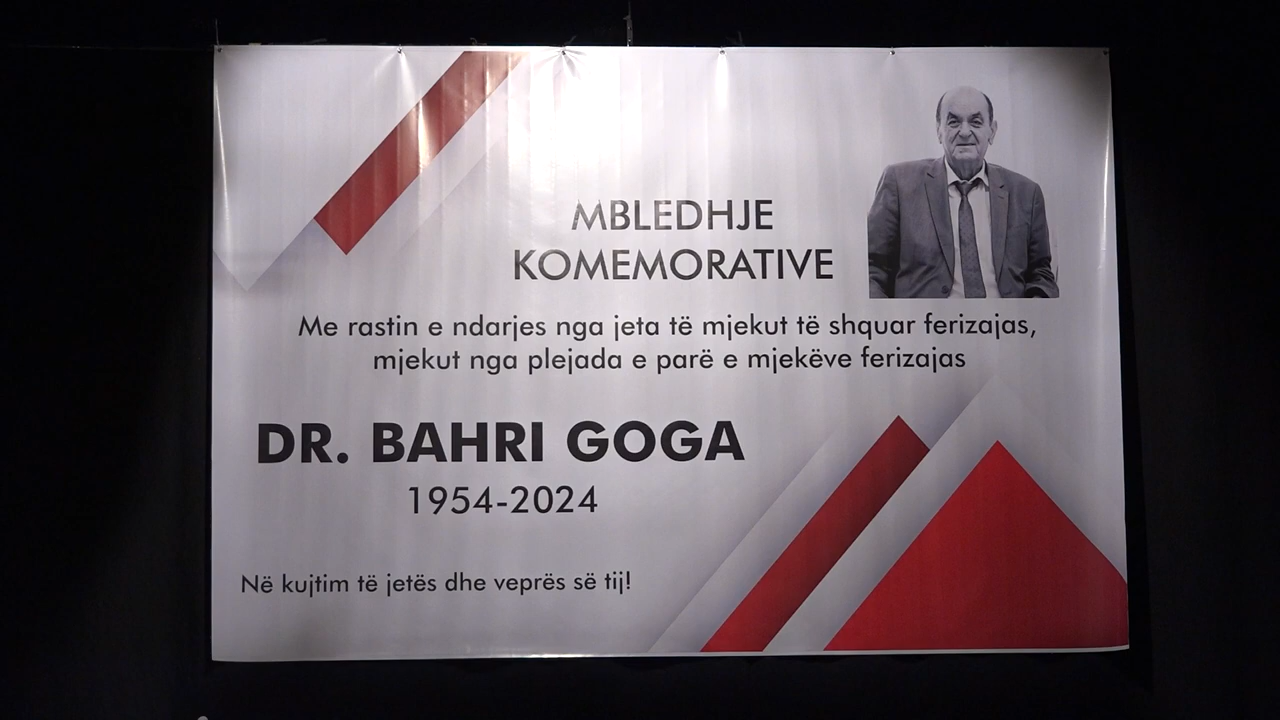 MBLEDHJE
KOMEMORATIVE
Me rastin e ndarjes nga jeta të mjekut të shquar ferizajas,
mjekut nga plejada e parë e mjekëve ferizajas
DR. BAHRI GOGA
1954-2024
Në kujtim të jetës dhe veprës së tij!